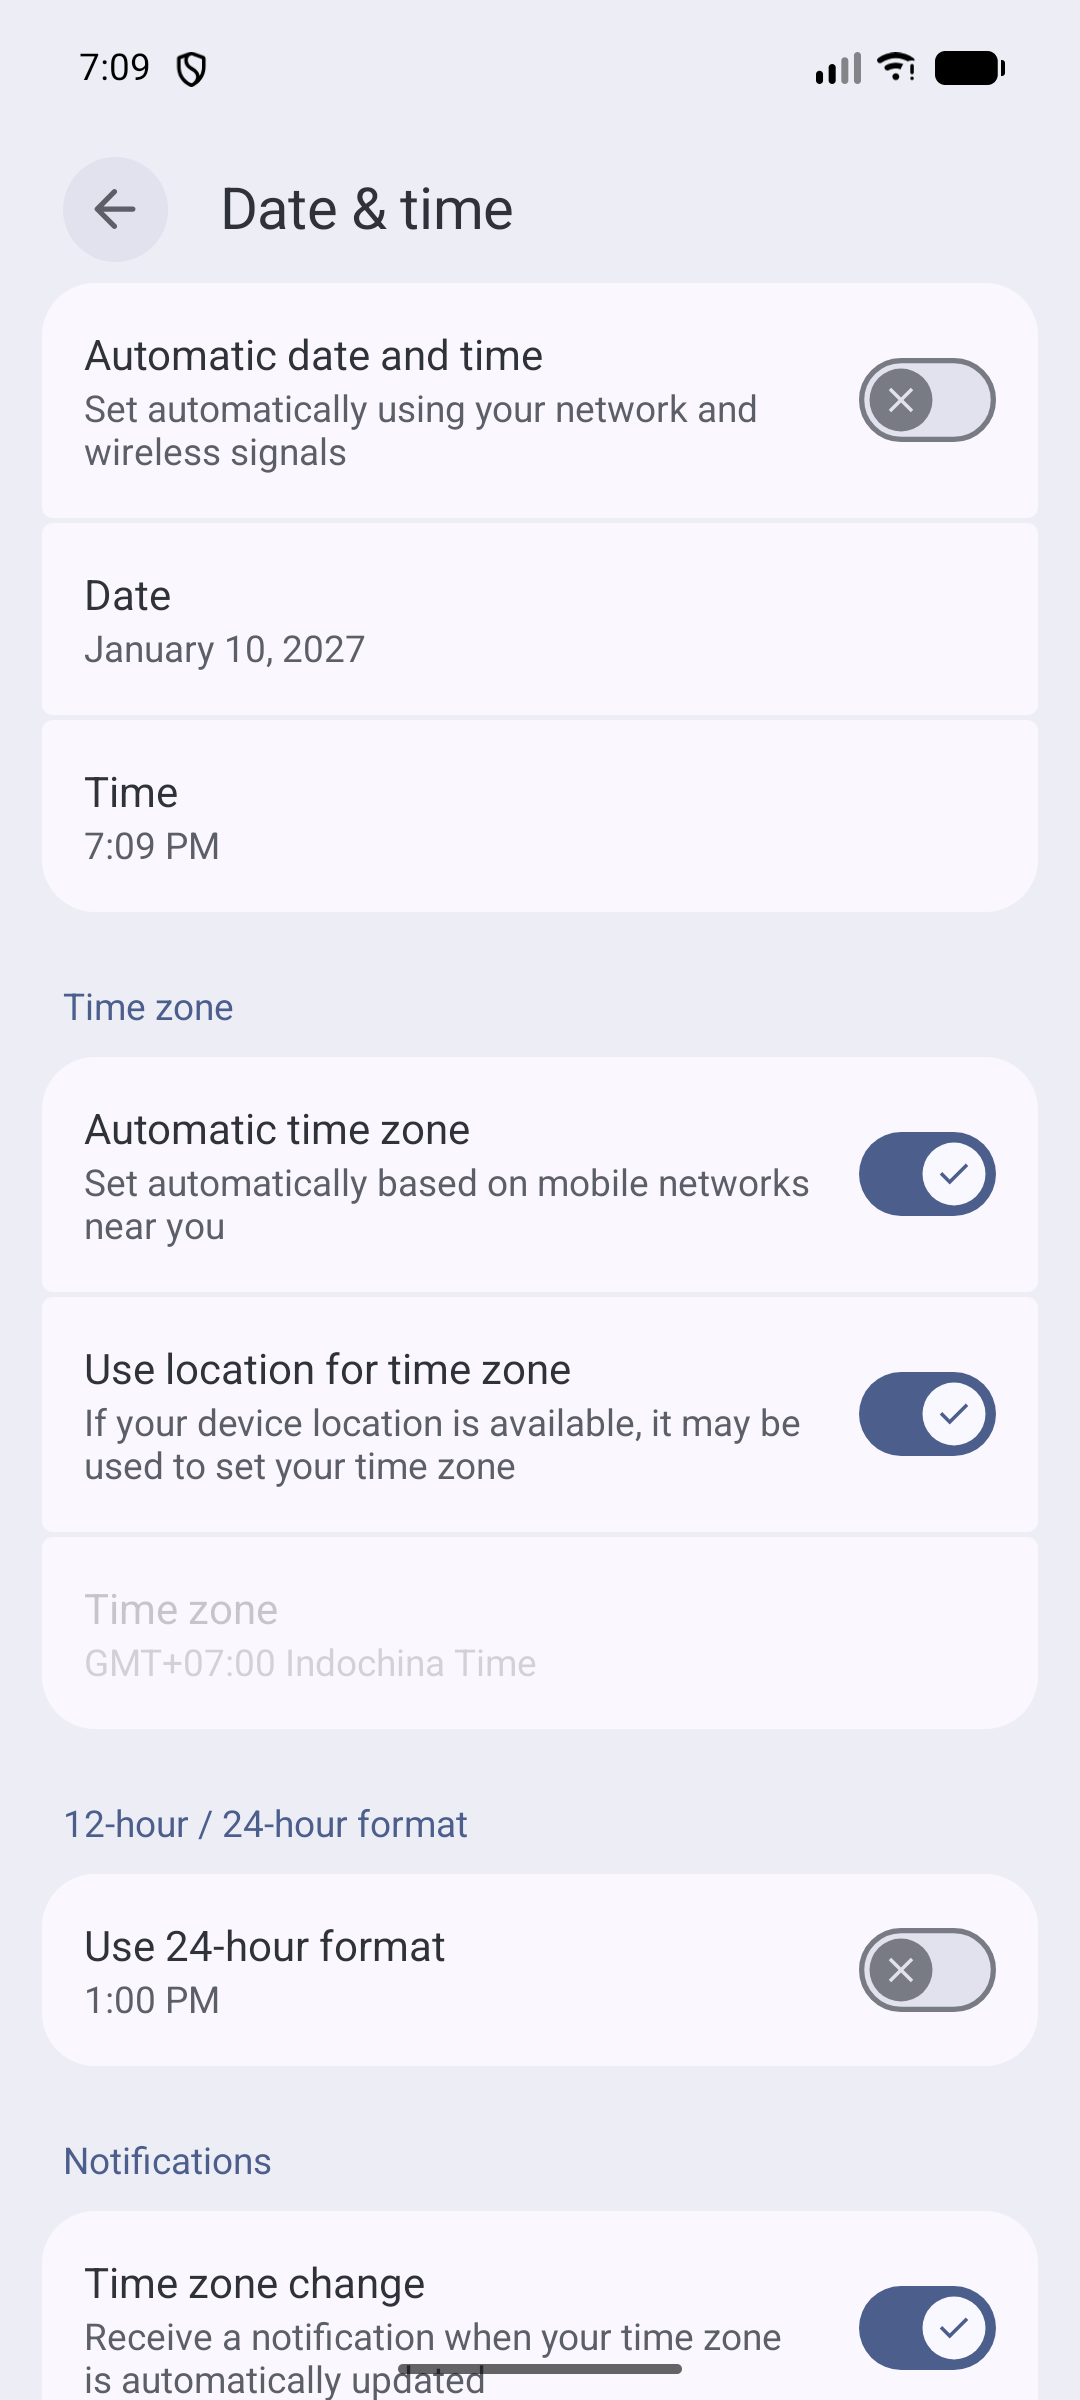 7:09
Date & time
Automatic date and time
Set automatically using your network and
wireless signals
Date
January 10, 2027
Time
7:09 PM
Time zone
Automatic time zone
Set automatically based on mobile networks
near you
Use location for time zone
If your device location is available, it may be
used to set your time zone
Time zone
GMT+07:00 Indochina Time
12-hour / 24-hour format
Use 24-hour format
1:00 PM
Notifications
Time zone change
Receive a notification when your time zone
is automatically updated